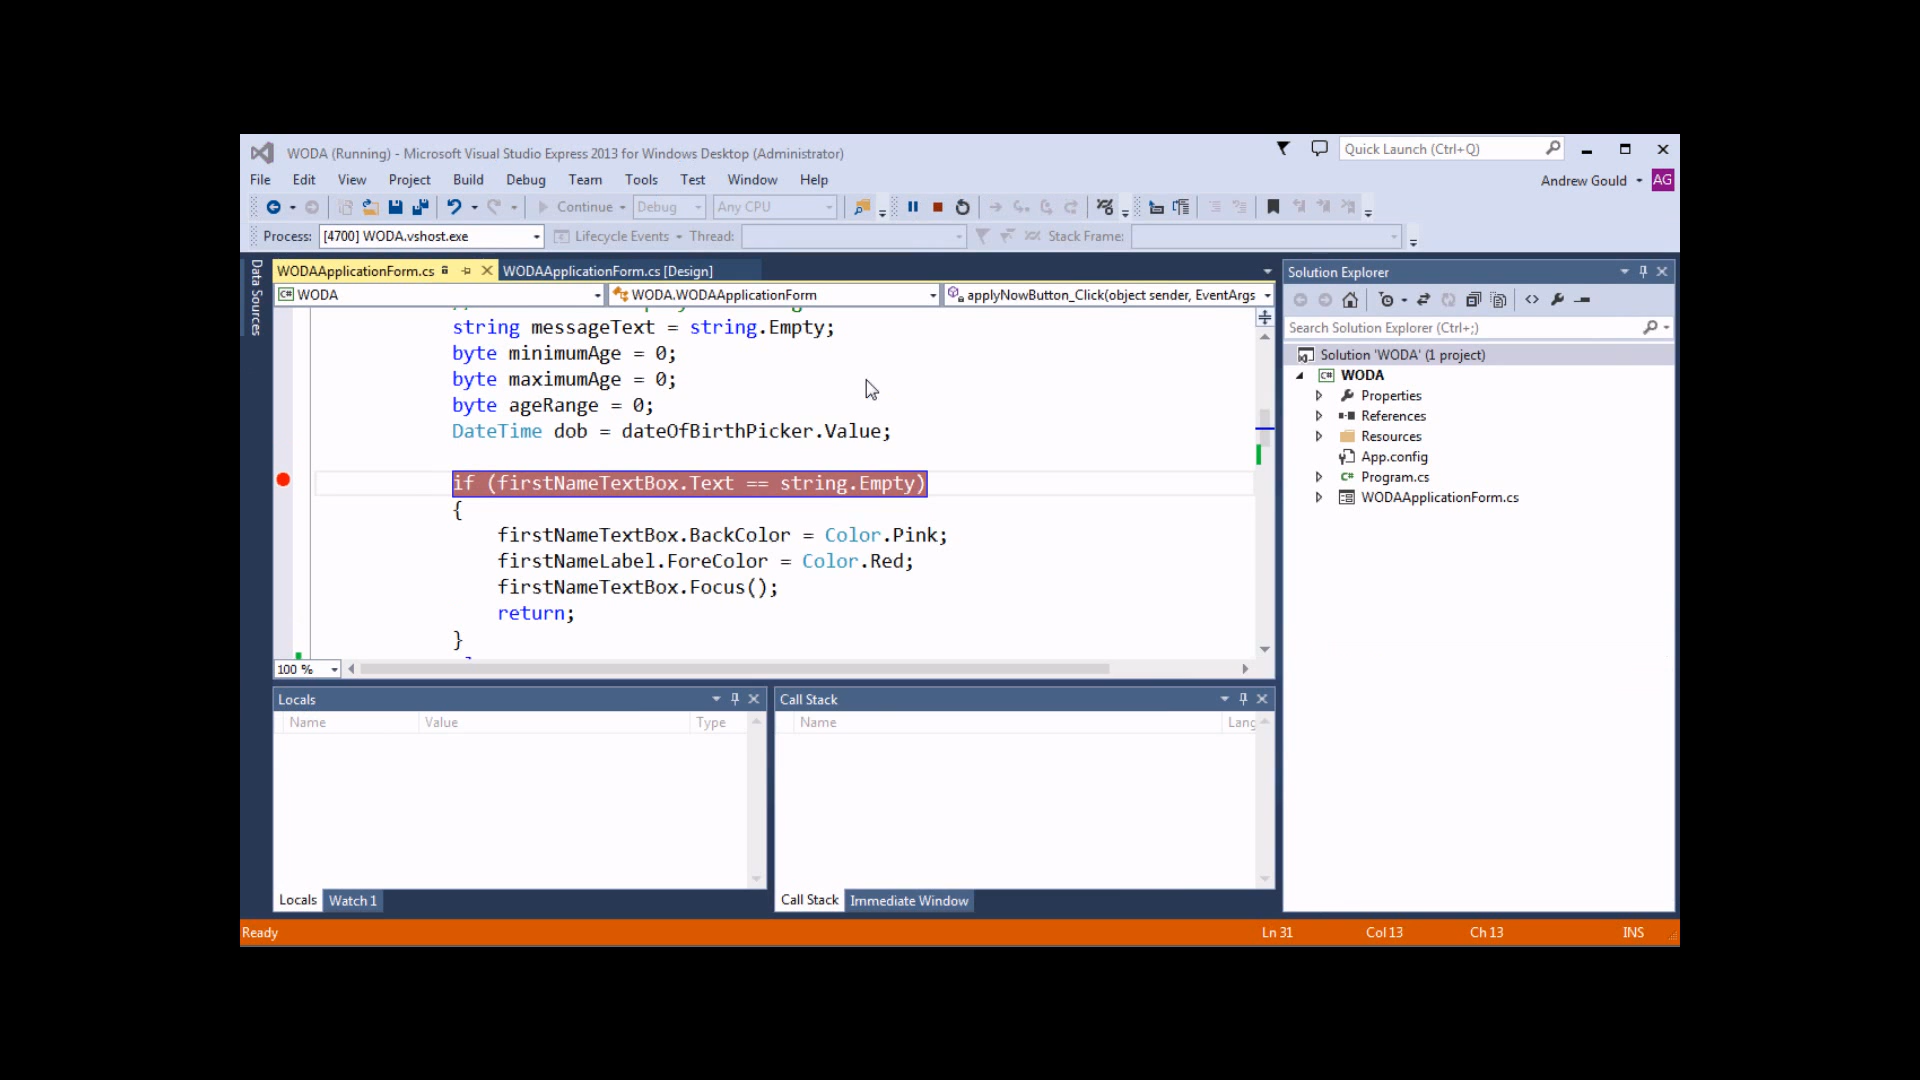 WODA (Running) - Microsoft Visual Studio Express 2013 for Windows Desktop (Administrator)
Quick Launch (Ctrl+Q)
File Edit View Project Build Debug Team Tools Test Window Help
Andrew Gould AG
Continue Debug Any CPU
Process: [4700] WODA.vshost.exe Lifecycle Events Thread: Stack Frame:
Data Sources
WODAApplicationForm.cs WODAApplicationForm.cs [Design]
WODA WODA.WODAApplicationForm applyNowButton_Click(object sender, EventArgs
string messageText = string.Empty;
byte minimumAge = 0;
byte maximumAge = 0;
byte ageRange = 0;
DateTime dob = dateOfBirthPicker.Value;
if (firstNameTextBox.Text == string.Empty)
{
firstNameTextBox.BackColor = Color.Pink;
firstNameLabel.ForeColor = Color.Red;
firstNameTextBox.Focus();
return;
}
100 %
Solution Explorer
Search Solution Explorer (Ctrl+;)
Solution 'WODA' (1 project)
C# WODA
Properties
References
Resources
App.config
C# Program.cs
WODAApplicationForm.cs
Locals
Name Value Type
Locals Watch 1
Call Stack
Name Lang
Call Stack Immediate Window
Ready Ln 31 Col 13 Ch 13 INS